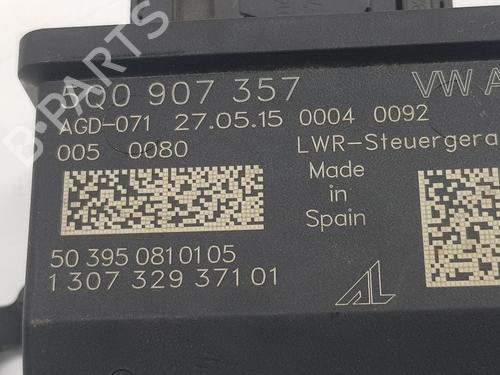 5Q0 907 357 VW A
AGD-071 27.05.15 0004 0092
005 0080 LWR-Steuergera
Made
in
Spain
50 395 0810105
1 307 329 371 01
AL
B-PARTS